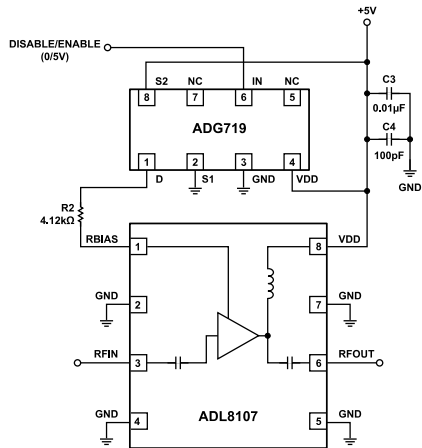 +5V
DISABLE/ENABLE
(0/5V)
S2 NC IN NC
8 7 6 5
C3
0.01µF
ADG719
C4
100pF
1 2 3 4
D S1 GND VDD
GND
R2
4.12kΩ
RBIAS 1 8 VDD
GND 2 7 GND
RFIN 3 6 RFOUT
GND 4 5 GND
ADL8107